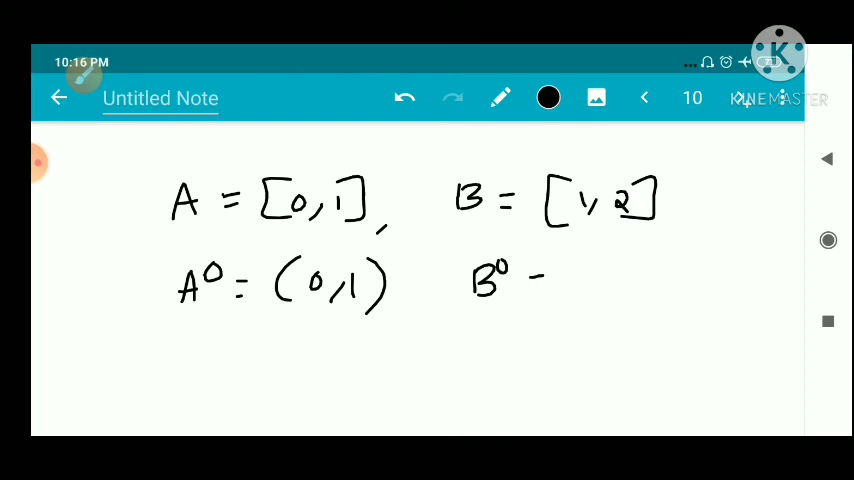 10:16 PM
KINEMASTER
Untitled Note
10
A = [0,1], B = [1,2]
A⁰ = (0,1) B⁰ -